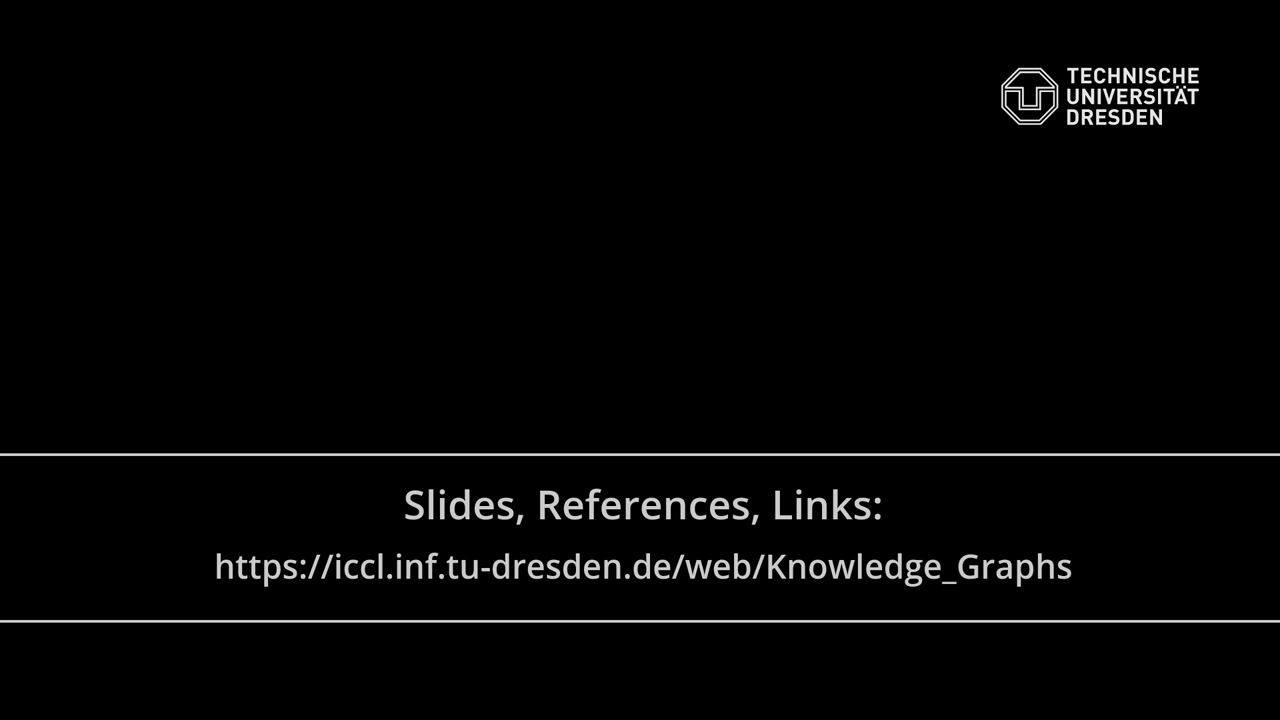 TECHNISCHE
UNIVERSITÄT
DRESDEN
Slides, References, Links:
https://iccl.inf.tu-dresden.de/web/Knowledge_Graphs